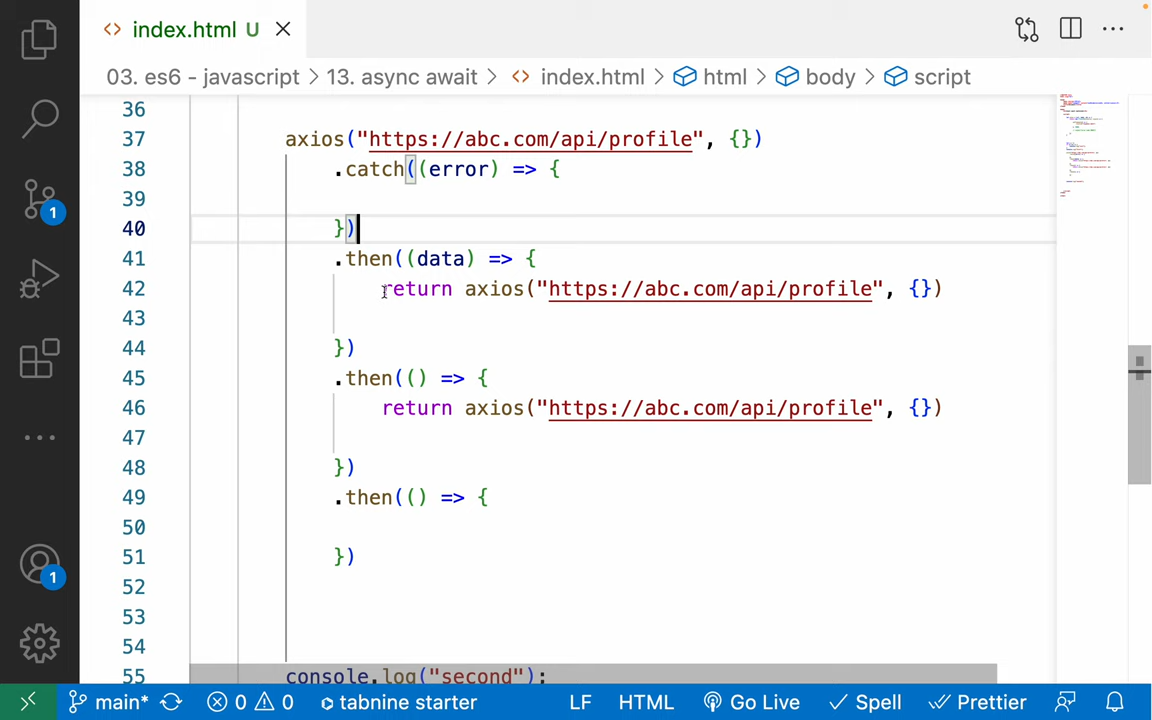 index.html U
03. es6 - javascript > 13. async await > index.html > html > body > script
36
37 axios("https://abc.com/api/profile", {})
38 .catch((error) => {
39
40 })
41 .then((data) => {
42 return axios("https://abc.com/api/profile", {})
43
44 })
45 .then(() => {
46 return axios("https://abc.com/api/profile", {})
47
48 })
49 .then(() => {
50
51 })
52
53
54
55 console.log("second");
1
1
main* 0 0 tabnine starter LF HTML Go Live Spell Prettier